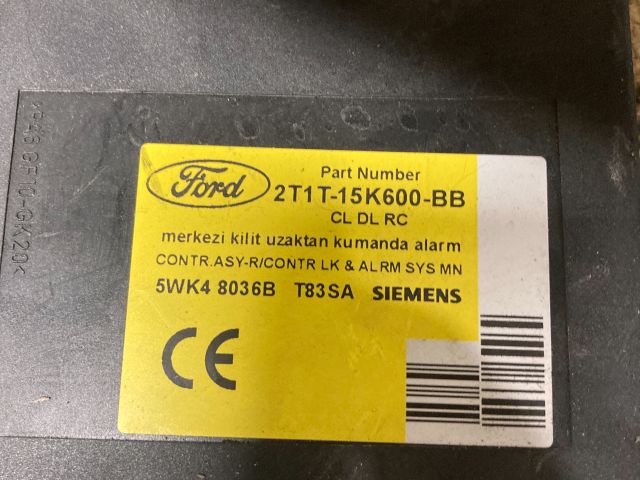 Ford
Part Number
2T1T-15K600-BB
CL DL RC
merkezi kilit uzaktan kumanda alarm
CONTR.ASY-R/CONTR LK & ALRM SYS MN
5WK4 8036B T83SA SIEMENS
CE